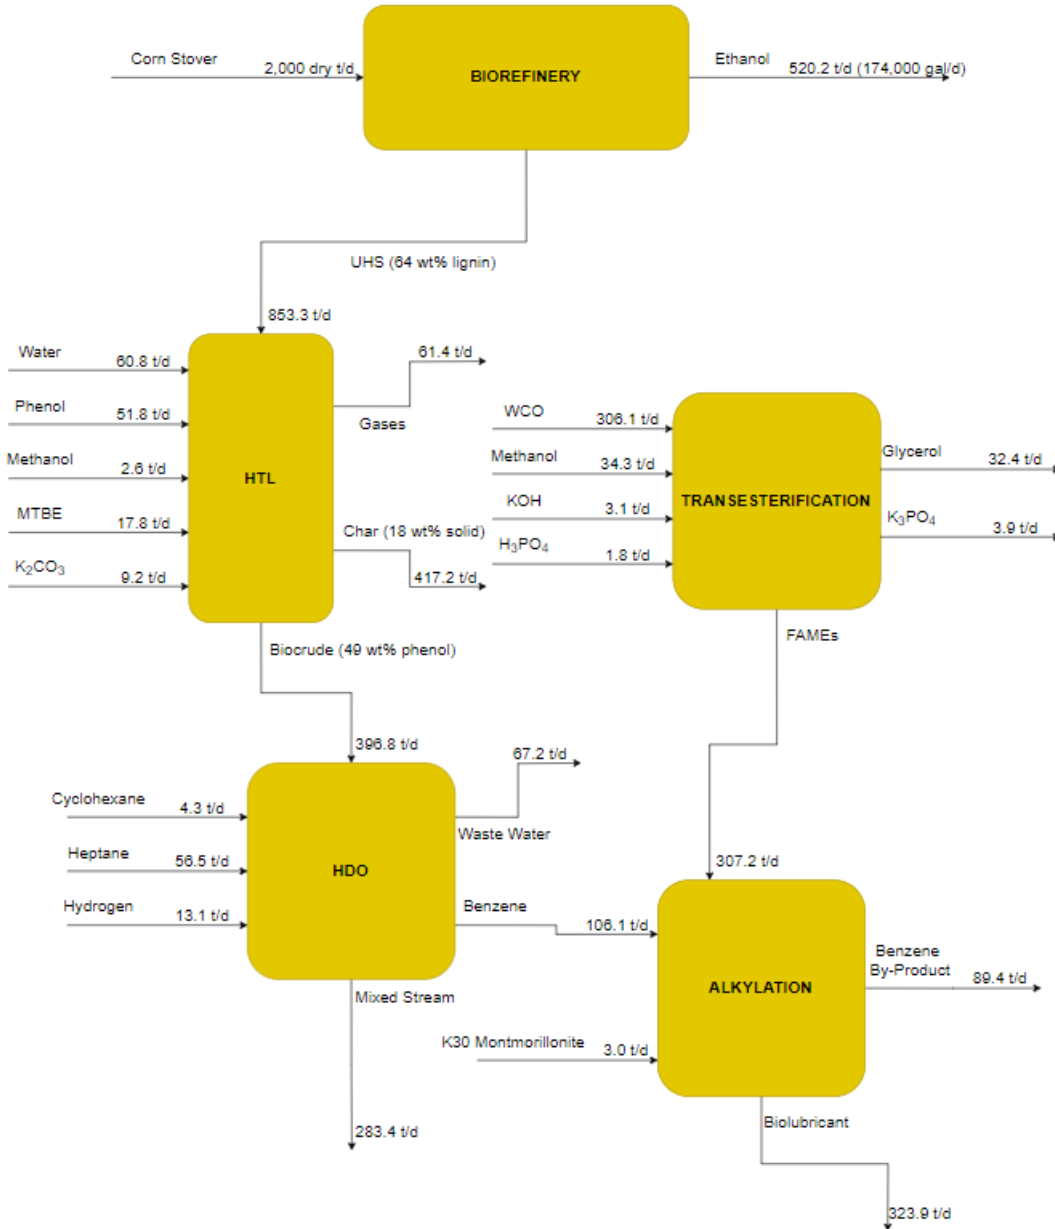 Corn Stover
2,000 dry t/d
BIOREFINERY
Ethanol
520.2 t/d (174,000 gal/d)
UHS (64 wt% lignin)
853.3 t/d
Water
60.8 t/d
Phenol
51.8 t/d
Methanol
2.6 t/d
MTBE
17.8 t/d
K₂CO₃
9.2 t/d
HTL
61.4 t/d
Gases
Char (18 wt% solid)
417.2 t/d
Biocrude (49 wt% phenol)
396.8 t/d
WCO
306.1 t/d
Methanol
34.3 t/d
KOH
3.1 t/d
H₃PO₄
1.8 t/d
TRANSESTERIFICATION
Glycerol
32.4 t/d
K₃PO₄
3.9 t/d
FAMEs
307.2 t/d
Cyclohexane
4.3 t/d
Heptane
56.5 t/d
Hydrogen
13.1 t/d
HDO
67.2 t/d
Waste Water
Benzene
106.1 t/d
Mixed Stream
283.4 t/d
K30 Montmorillonite
3.0 t/d
ALKYLATION
Benzene
By-Product
89.4 t/d
Biolubricant
323.9 t/d